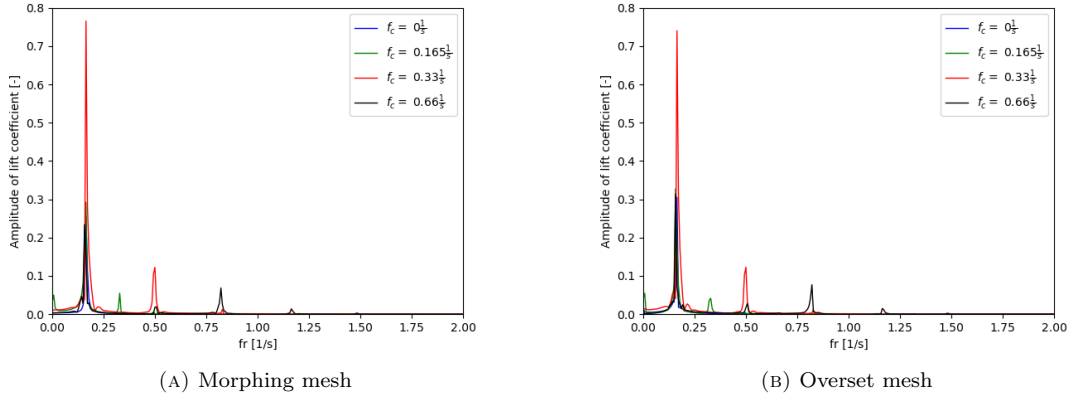 0.8
0.7
0.6
0.5
0.4
0.3
0.2
0.1
0.0
Amplitude of lift coefficient [-]
0.00 0.25 0.50 0.75 1.00 1.25 1.50 1.75 2.00
fr [1/s]
f_c = 0 1/s
f_c = 0.165 1/s
f_c = 0.33 1/s
f_c = 0.66 1/s
(A) Morphing mesh
0.8
0.7
0.6
0.5
0.4
0.3
0.2
0.1
0.0
Amplitude of lift coefficient [-]
0.00 0.25 0.50 0.75 1.00 1.25 1.50 1.75 2.00
fr [1/s]
f_c = 0 1/s
f_c = 0.165 1/s
f_c = 0.33 1/s
f_c = 0.66 1/s
(B) Overset mesh